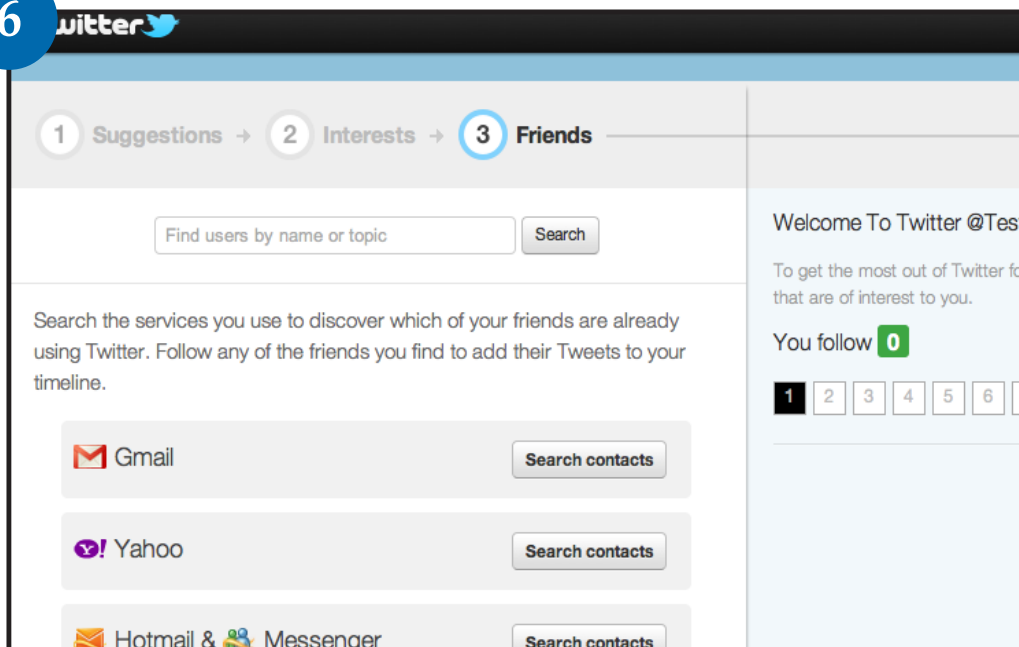 6
witter
1 Suggestions → 2 Interests → 3 Friends
Find users by name or topic
Search
Search the services you use to discover which of your friends are already
using Twitter. Follow any of the friends you find to add their Tweets to your
timeline.
Gmail
Search contacts
Y! Yahoo
Search contacts
Hotmail & Messenger
Search contacts
Welcome To Twitter @Tes
To get the most out of Twitter
that are of interest to you.
You follow 0
1 2 3 4 5 6